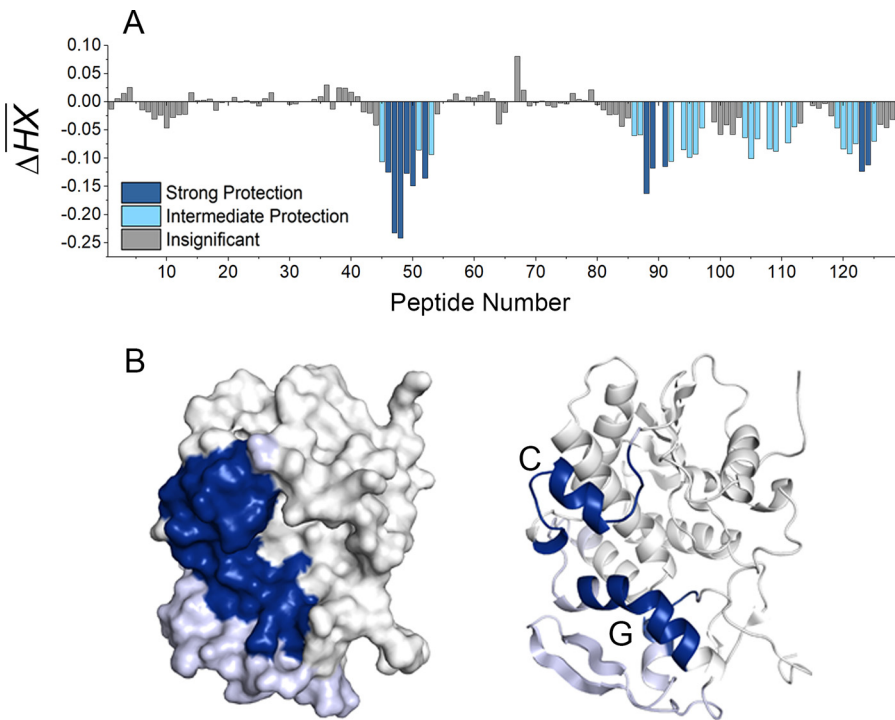 A
0.10
0.05
0.00
-0.05
-0.10
-0.15
-0.20
-0.25
ΔHX
Strong Protection
Intermediate Protection
Insignificant
10 20 30 40 50 60 70 80 90 100 110 120
Peptide Number
B
C
G